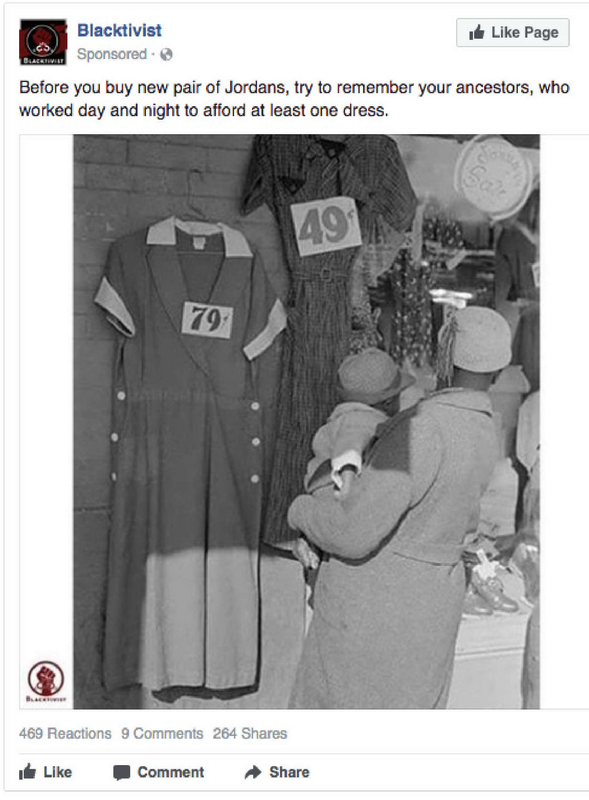 Blacktivist
Like Page
Sponsored ·
BLACKTIVIST
Before you buy new pair of Jordans, try to remember your ancestors, who
worked day and night to afford at least one dress.
49¢
79¢
Sale
BLACKTIVIST
469 Reactions 9 Comments 264 Shares
Like Comment Share